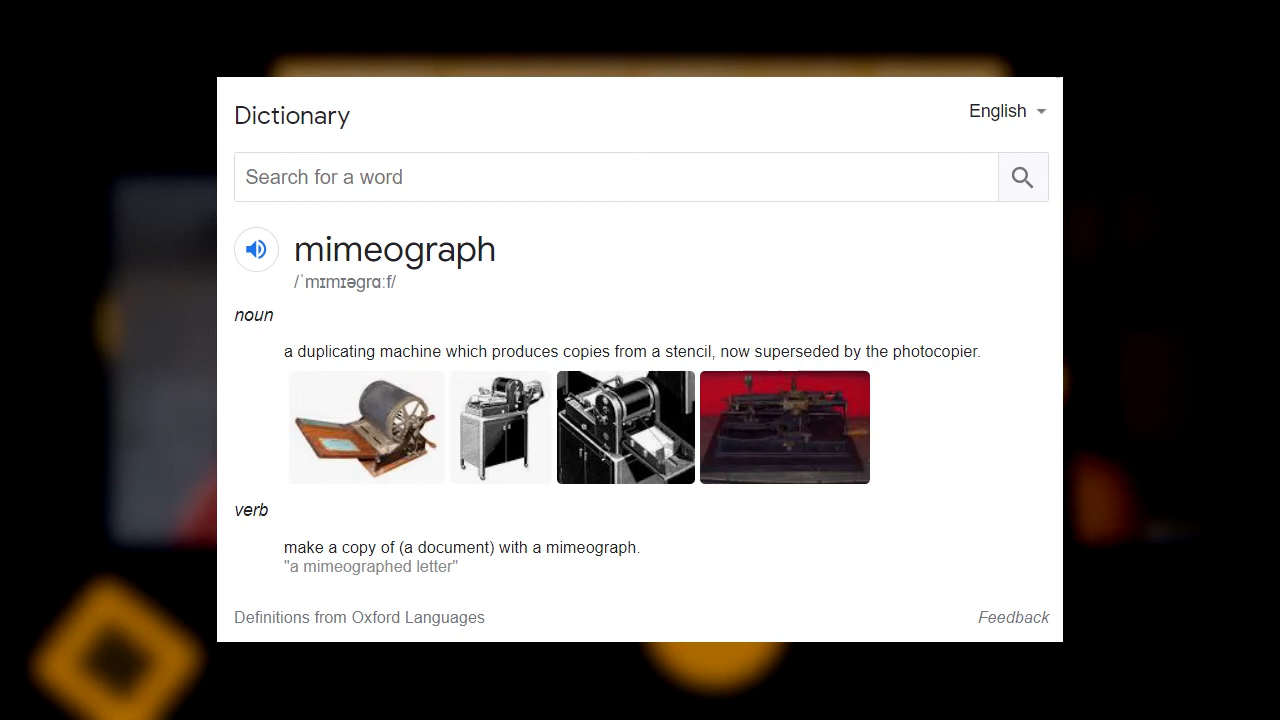 Dictionary
English
Search for a word
mimeograph
/ˈmɪmɪəɡrɑːf/
noun
a duplicating machine which produces copies from a stencil, now superseded by the photocopier.
verb
make a copy of (a document) with a mimeograph.
"a mimeographed letter"
Definitions from Oxford Languages
Feedback